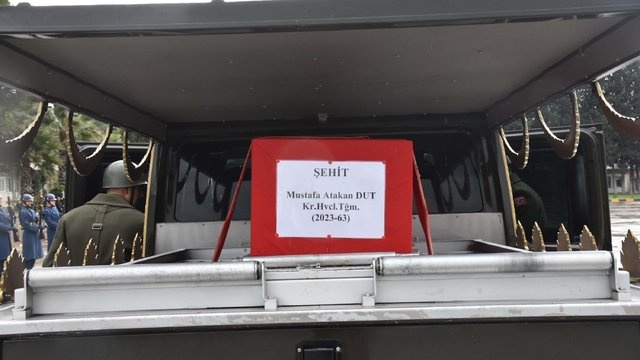 ŞEHİT
Mustafa Atakan DUT
Kr.Hvcl.Tğm.
(2023-63)